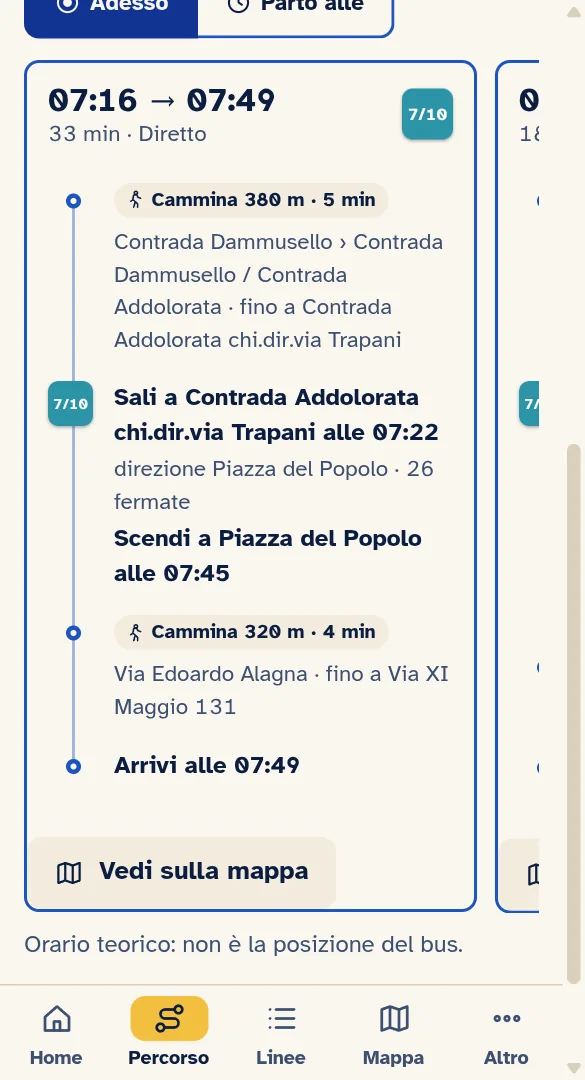 Adesso
Parto alle
07:16 → 07:49
33 min · Diretto
7/10
Cammina 380 m · 5 min
Contrada Dammusello › Contrada
Dammusello / Contrada
Addolorata · fino a Contrada
Addolorata chi.dir.via Trapani
7/10
Sali a Contrada Addolorata
chi.dir.via Trapani alle 07:22
direzione Piazza del Popolo · 26
fermate
Scendi a Piazza del Popolo
alle 07:45
Cammina 320 m · 4 min
Via Edoardo Alagna · fino a Via XI
Maggio 131
Arrivi alle 07:49
Vedi sulla mappa
Orario teorico: non è la posizione del bus.
Home
Percorso
Linee
Mappa
Altro